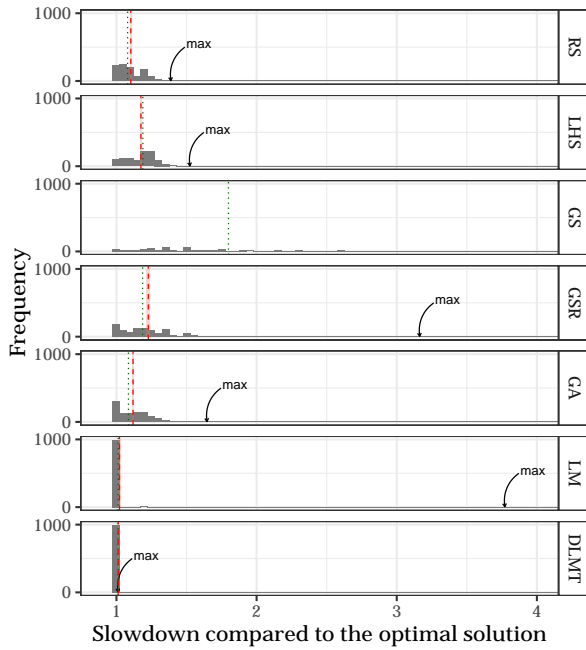 1000
max
RS
0
1000
max
LHS
0
1000
GS
0
1000
max
GSR
0
1000
max
GA
0
1000
max
LM
0
1000
max
DLMT
0
Frequency
1 2 3 4
Slowdown compared to the optimal solution